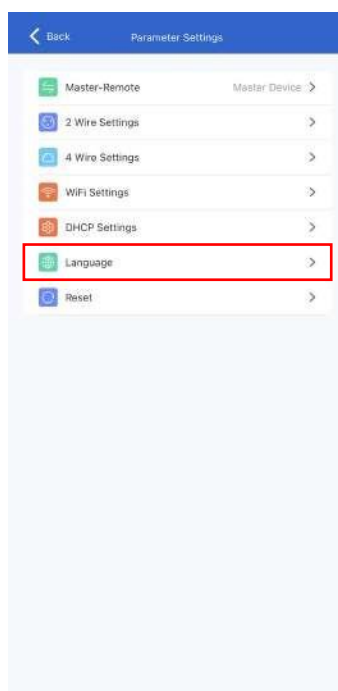 Back Parameter Settings
Master-Remote Master Device
2 Wire Settings
4 Wire Settings
WiFi Settings
DHCP Settings
Language
Reset